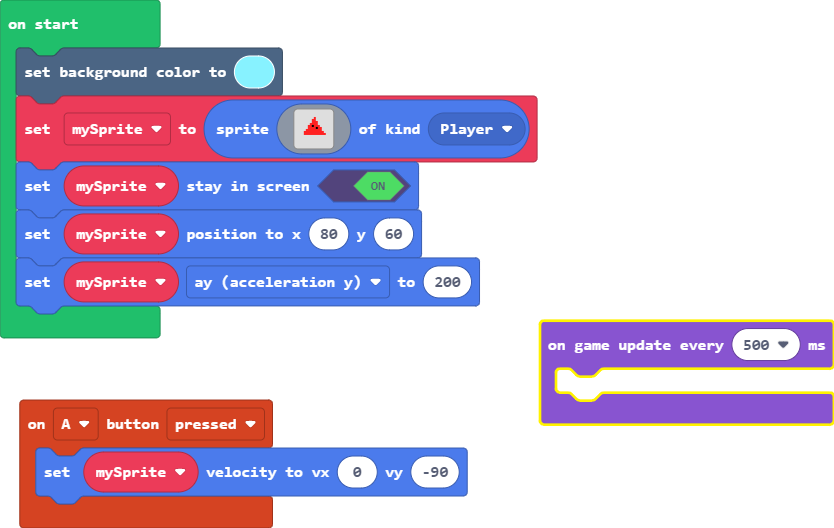 on start
set background color to
set mySprite to sprite of kind Player
set mySprite stay in screen ON
set mySprite position to x 80 y 60
set mySprite ay (acceleration y) to 200
on game update every 500 ms
on A button pressed
set mySprite velocity to vx 0 vy -90